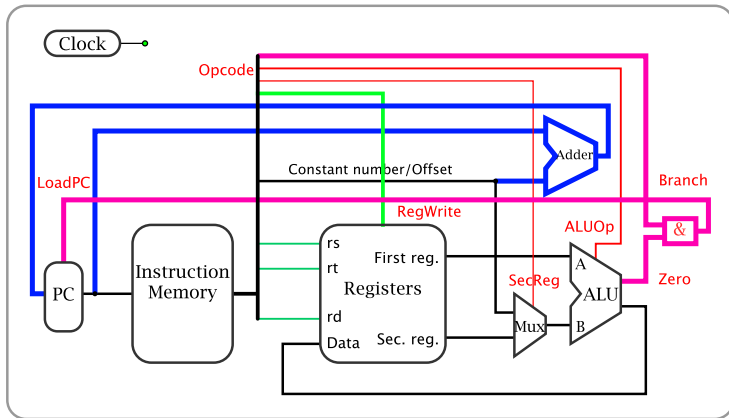 Clock
Opcode
Adder
Constant number/Offset
LoadPC
Branch
RegWrite
ALUOp
&
rs
First reg.
A
Instruction
Memory
rt
Registers
SecReg
Zero
PC
ALU
rd
Mux
B
Data
Sec. reg.